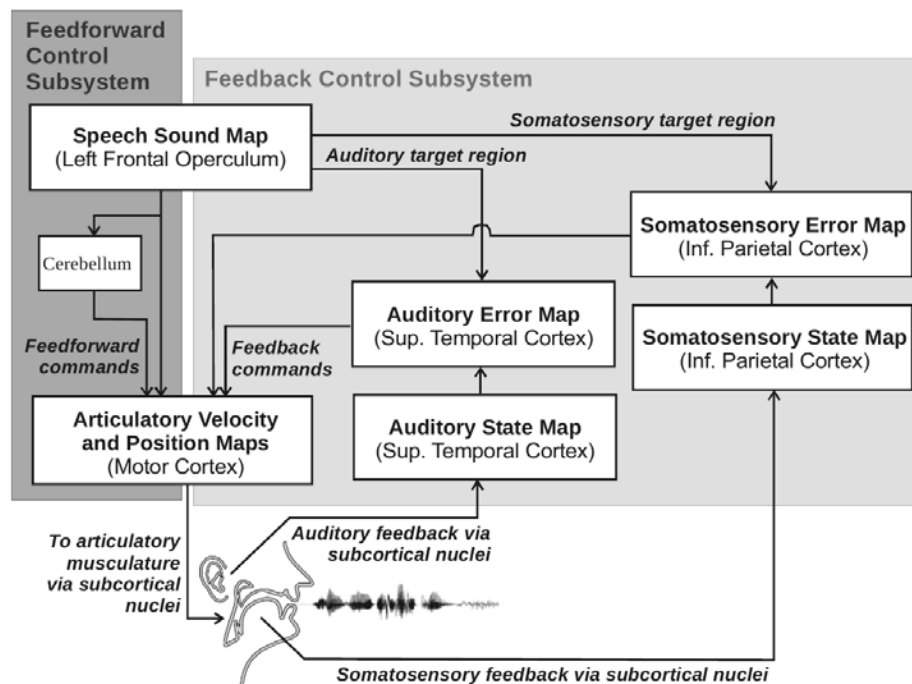 Feedforward
Control
Subsystem
Feedback Control Subsystem
Speech Sound Map
(Left Frontal Operculum)
Somatosensory target region
Auditory target region
Cerebellum
Somatosensory Error Map
(Inf. Parietal Cortex)
Auditory Error Map
(Sup. Temporal Cortex)
Somatosensory State Map
(Inf. Parietal Cortex)
Feedforward
commands
Feedback
commands
Articulatory Velocity
and Position Maps
(Motor Cortex)
Auditory State Map
(Sup. Temporal Cortex)
To articulatory
musculature
via subcortical
nuclei
Auditory feedback via
subcortical nuclei
Somatosensory feedback via subcortical nuclei